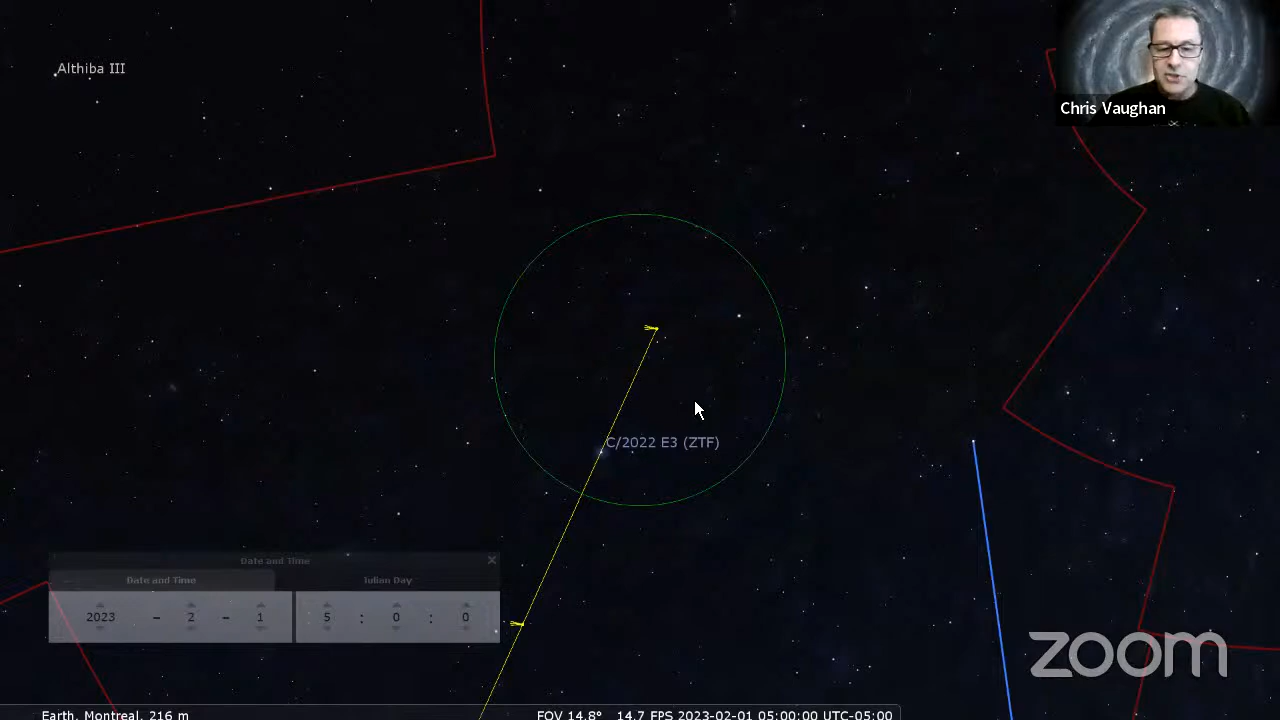 Althiba III
Chris Vaughan
C/2022 E3 (ZTF)
Date and Time
Date and Time
Julian Day
2023 - 2 - 1
5 : 0 : 0
zoom
Earth, Montreal, 216 m
FOV 14.8° 14.7 FPS 2023-02-01 05:00:00 UTC-05:00